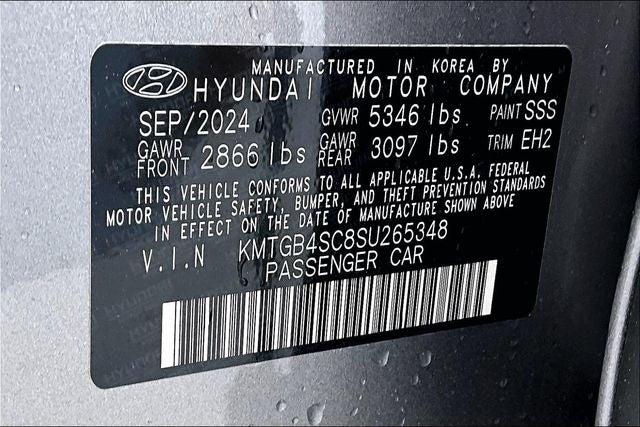 MANUFACTURED IN KOREA BY
HYUNDAI MOTOR COMPANY
SEP/2024 GVWR 5346 lbs. PAINT SSS
GAWR FRONT 2866 lbs GAWR REAR 3097 lbs TRIM EH2
THIS VEHICLE CONFORMS TO ALL APPLICABLE U.S.A. FEDERAL
MOTOR VEHICLE SAFETY, BUMPER, AND THEFT PREVENTION STANDARDS
IN EFFECT ON THE DATE OF MANUFACTURE SHOWN ABOVE
V.I.N KMTGB4SC8SU265348
PASSENGER CAR